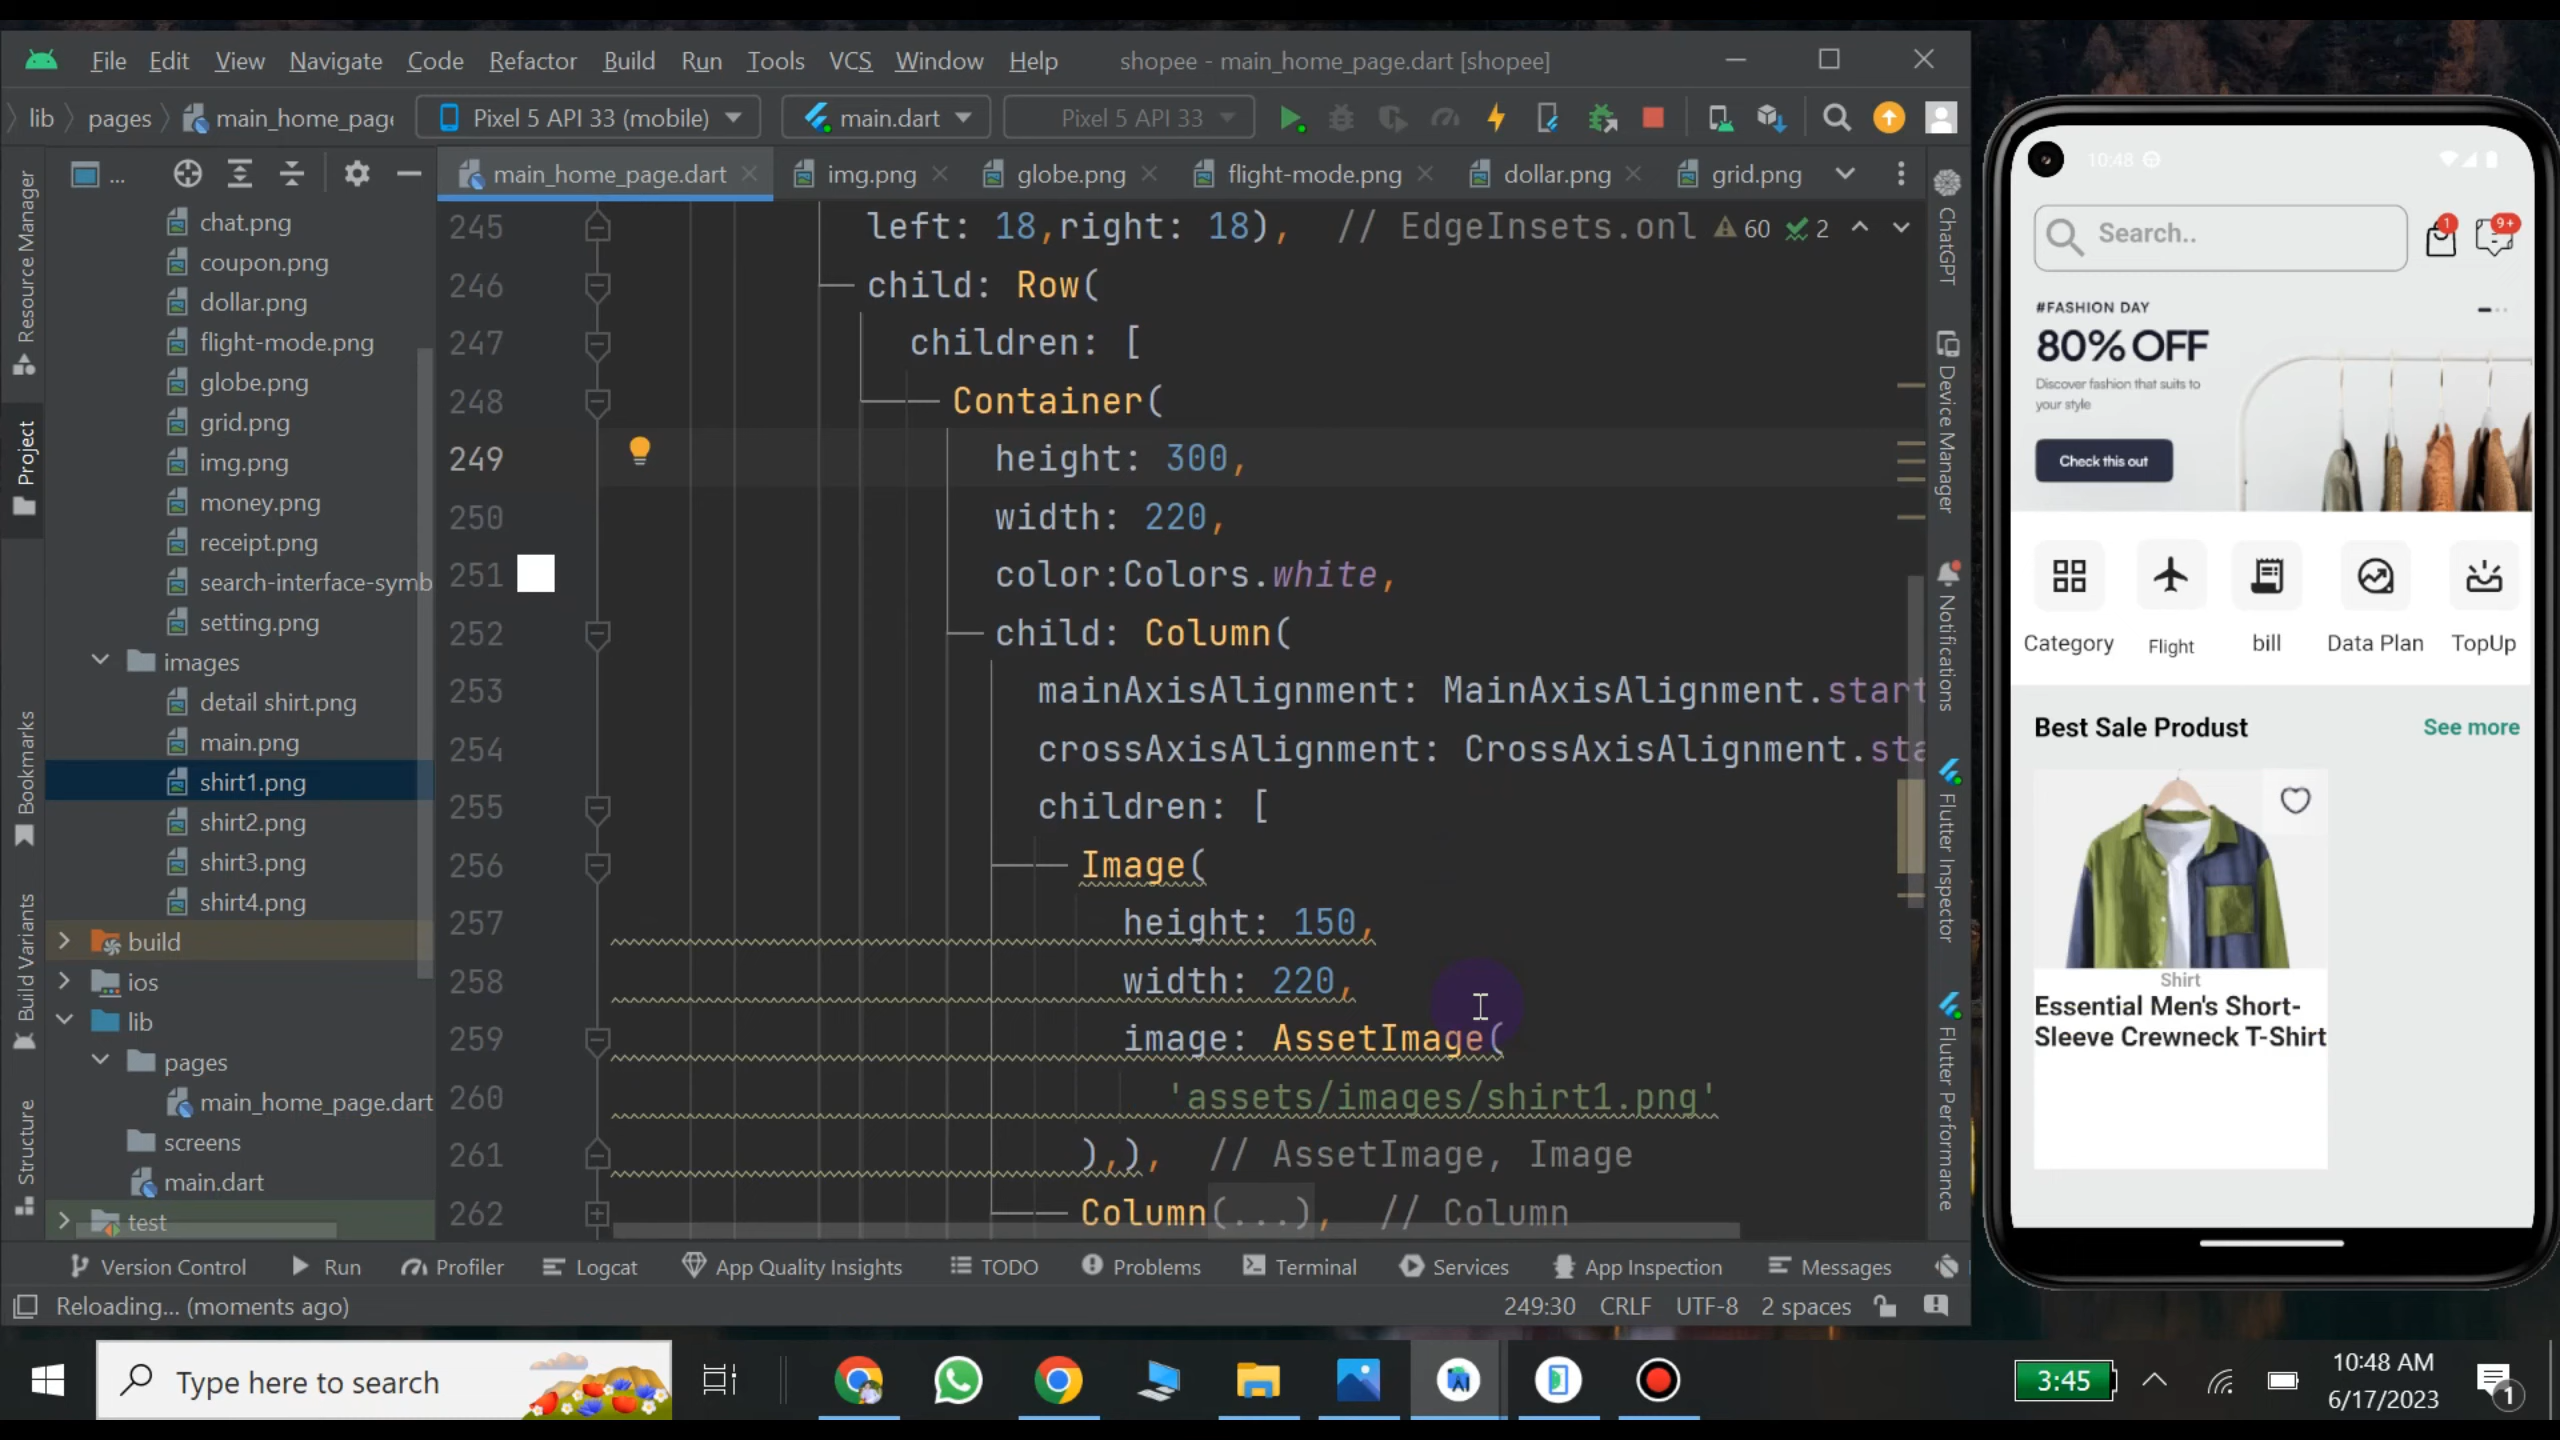 File Edit View Navigate Code Refactor Build Run Tools VCS Window Help shopee - main_home_page.dart [shopee]
lib pages main_home_page Pixel 5 API 33 (mobile) main.dart Pixel 5 API 33
... main_home_page.dart img.png globe.png flight-mode.png dollar.png grid.png
Resource Manager
Project
Bookmarks
Build Variants
Structure
chat.png
coupon.png
dollar.png
flight-mode.png
globe.png
grid.png
img.png
money.png
receipt.png
search-interface-symb
setting.png
images
detail shirt.png
main.png
shirt1.png
shirt2.png
shirt3.png
shirt4.png
build
ios
lib
pages
main_home_page.dart
screens
main.dart
test
245 left: 18,right: 18), // EdgeInsets.onl 60 2
246 child: Row(
247 children: [
248 Container(
249 height: 300,
250 width: 220,
251 color:Colors.white,
252 child: Column(
253 mainAxisAlignment: MainAxisAlignment.start
254 crossAxisAlignment: CrossAxisAlignment.sta
255 children: [
256 Image(
257 height: 150,
258 width: 220,
259 image: AssetImage(
260 'assets/images/shirt1.png'
261 ),), // AssetImage, Image
262 Column(...), // Column
ChatGPT
Device Manager
Notifications
Flutter Inspector
Flutter Performance
Version Control Run Profiler Logcat App Quality Insights TODO Problems Terminal Services App Inspection Messages
Reloading... (moments ago) 249:30 CRLF UTF-8 2 spaces
10:48
Search..
1
9+
#FASHION DAY
80% OFF
Discover fashion that suits to
your style
Check this out
Category Flight bill Data Plan TopUp
Best Sale Produst See more
Shirt
Essential Men's Short-
Sleeve Crewneck T-Shirt
Type here to search
3:45
10:48 AM
6/17/2023
1